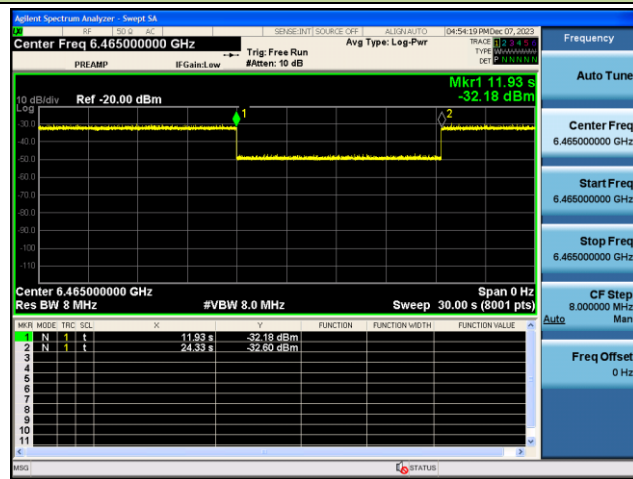 Agilent Spectrum Analyzer - Swept SA
RF 50 Ω AC SENSE:INT SOURCE OFF ALIGN AUTO 04:54:19 PM Dec 07, 2023
Center Freq 6.465000000 GHz Avg Type: Log-Pwr TRACE 1 2 3 4 5 6
Trig: Free Run TYPE
PREAMP IFGain:Low #Atten: 10 dB DET P N N N N N
Mkr1 11.93 s
10 dB/div Ref -20.00 dBm -32.18 dBm
Log
1 2
-30.0
-40.0
-50.0
-60.0
-70.0
-80.0
-90.0
-100
-110
Center 6.465000000 GHz Span 0 Hz
Res BW 8 MHz #VBW 8.0 MHz Sweep 30.00 s (8001 pts)
MKR MODE TRC SCL X Y FUNCTION FUNCTION WIDTH FUNCTION VALUE
1 N 1 t 11.93 s -32.19 dBm
2 N 1 t 24.33 s -32.60 dBm
3
4
5
6
7
8
9
10
11
MSG STATUS
Frequency
Auto Tune
Center Freq
6.465000000 GHz
Start Freq
6.465000000 GHz
Stop Freq
6.465000000 GHz
CF Step
8.000000 MHz
Auto Man
Freq Offset
0 Hz